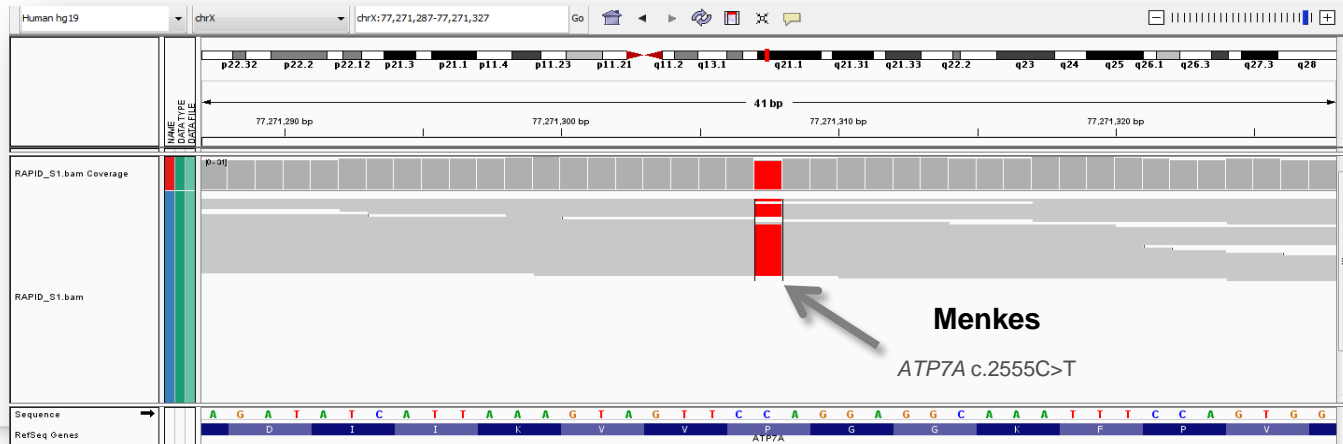 Human hg19 chrX chrX:77,271,287-77,271,327 Go
p22.32 p22.2 p22.12 p21.3 p21.1 p11.4 p11.23 p11.21 q11.2 q13.1 q21.1 q21.31 q21.33 q22.2 q23 q24 q25 q26.1 q26.3 q27.3 q28
NAME
DATA TYPE
DATA FILE
41 bp
77,271,290 bp 77,271,300 bp 77,271,310 bp 77,271,320 bp
RAPID_S1.bam Coverage
[0 - 31]
RAPID_S1.bam
Menkes
ATP7A c.2555C>T
Sequence
A G A T A T C A T T A A A G T A G T T C C A G G A G G C A A A T T T C C A G T G G
RefSeq Genes
D I I K V V P G G K F P V
ATP7A